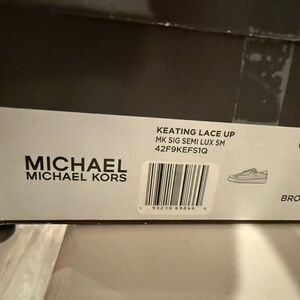 KEATING LACE UP
MK SIG SEMI LUX SM
42F9KEFS1Q
MICHAEL
MICHAEL KORS
BRO